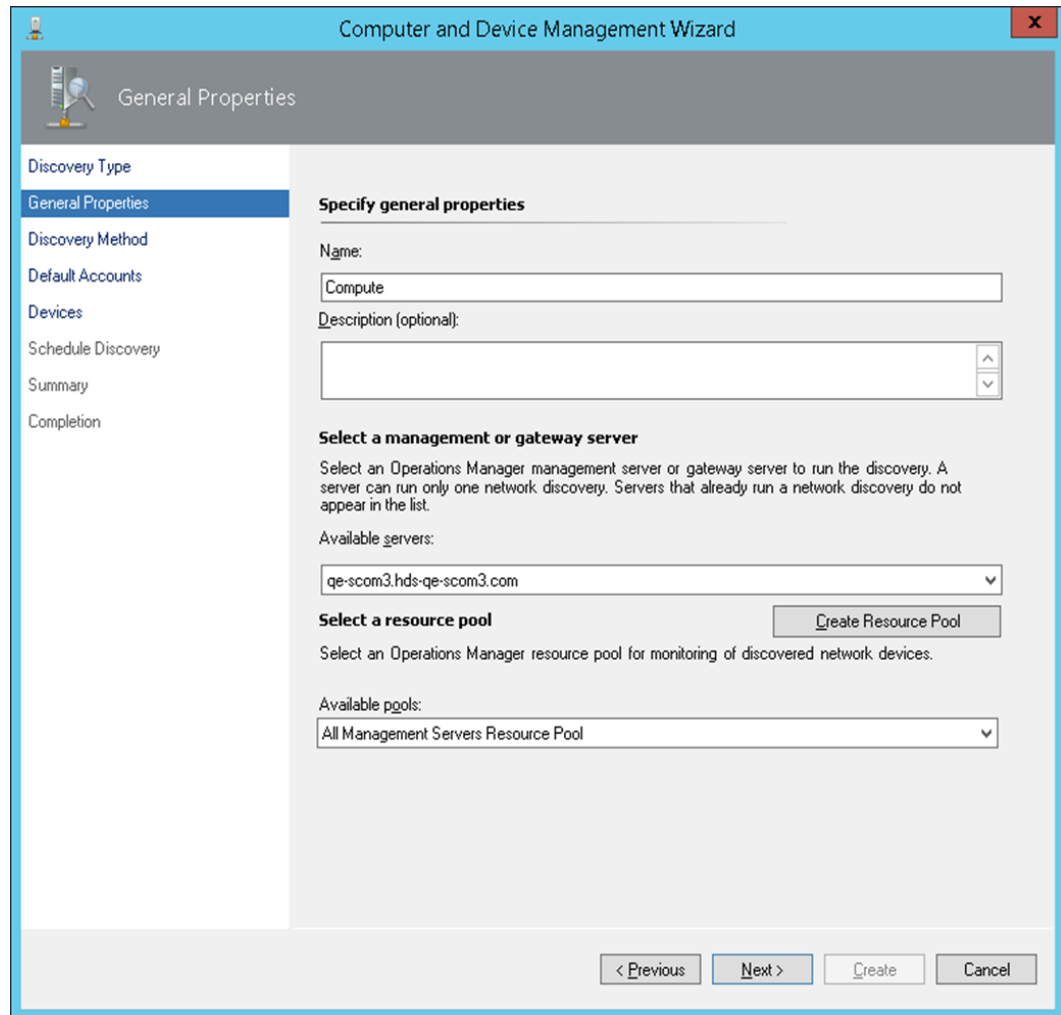 Computer and Device Management Wizard
x
General Properties
Discovery Type
General Properties
Discovery Method
Default Accounts
Devices
Schedule Discovery
Summary
Completion
Specify general properties
Name:
Compute
Description (optional):
Select a management or gateway server
Select an Operations Manager management server or gateway server to run the discovery. A
server can run only one network discovery. Servers that already run a network discovery do not
appear in the list.
Available servers:
qe-scom3.hds-qe-scom3.com
Select a resource pool
Create Resource Pool
Select an Operations Manager resource pool for monitoring of discovered network devices.
Available pools:
All Management Servers Resource Pool
< Previous
Next >
Create
Cancel